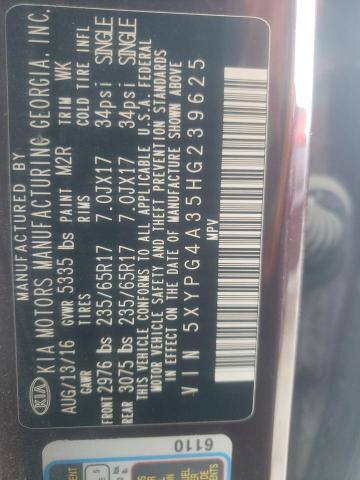 KIA
MANUFACTURED BY
KIA MOTORS MANUFACTURING GEORGIA, INC.
AUG/13/16 GVWR 5335 lbs PAINT M2R TRIM WK
GAWR TIRES RIMS COLD TIRE INFL
FRONT 2976 lbs 235/65R17 7.0JX17 34psi SINGLE
REAR 3075 lbs 235/65R17 7.0JX17 34psi SINGLE
THIS VEHICLE CONFORMS TO ALL APPLICABLE U.S.A. FEDERAL
MOTOR VEHICLE SAFETY AND THEFT PREVENTION STANDARDS
IN EFFECT ON THE DATE OF MANUFACTURE SHOWN ABOVE
VIN 5XYPG4A35HG239625
MPV
6110